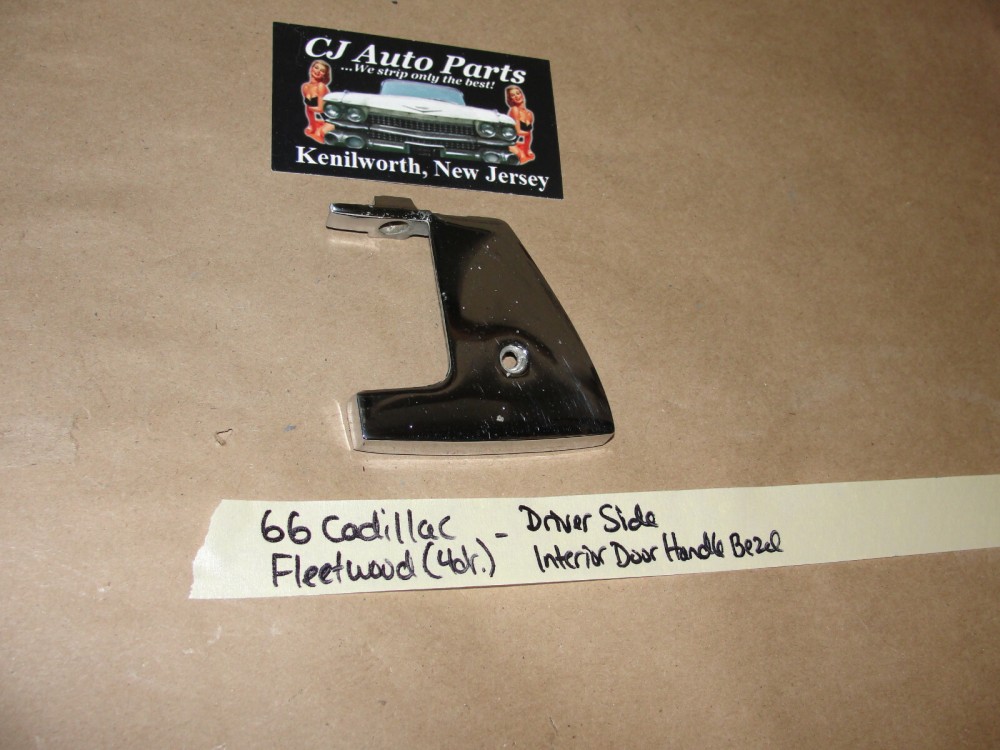 CJ Auto Parts
...We strip only the best!
Kenilworth, New Jersey
66 Cadillac - Driver Side
Fleetwood (4dr.) Interior Door Handle Bezel